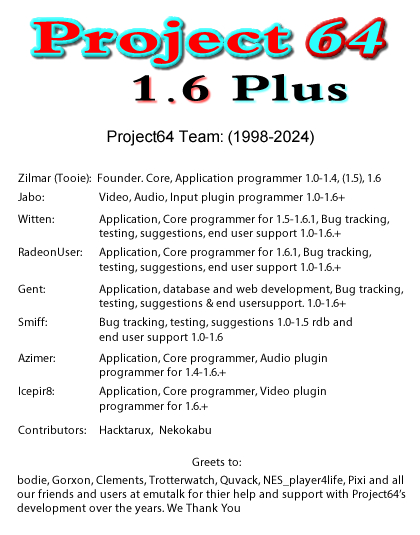 Project 64
1.6 Plus
Project64 Team: (1998-2024)
Zilmar (Tooie): Founder. Core, Application programmer 1.0-1.4, (1.5), 1.6
Jabo: Video, Audio, Input plugin programmer 1.0-1.6+
Witten: Application, Core programmer for 1.5-1.6.1, Bug tracking,
testing, suggestions, end user support 1.0-1.6.+
RadeonUser: Application, Core programmer for 1.6.1, Bug tracking,
testing, suggestions, end user support 1.0-1.6.+
Gent: Application, database and web development, Bug tracking,
testing, suggestions & end usersupport. 1.0-1.6+
Smiff: Bug tracking, testing, suggestions 1.0-1.5 rdb and
end user support 1.0-1.6
Azimer: Application, Core programmer, Audio plugin
programmer for 1.4-1.6.+
Icepir8: Application, Core programmer, Video plugin
programmer for 1.6.+
Contributors: Hacktarux, Nekokabu
Greets to:
bodie, Gorxon, Clements, Trotterwatch, Quvack, NES_player4life, Pixi and all
our friends and users at emutalk for thier help and support with Project64's
development over the years. We Thank You